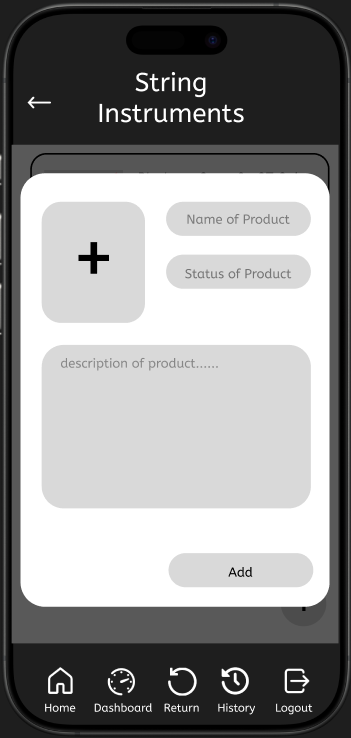 String
Instruments
Name of Product
Status of Product
description of product......
Add
Home Dashboard Return History Logout